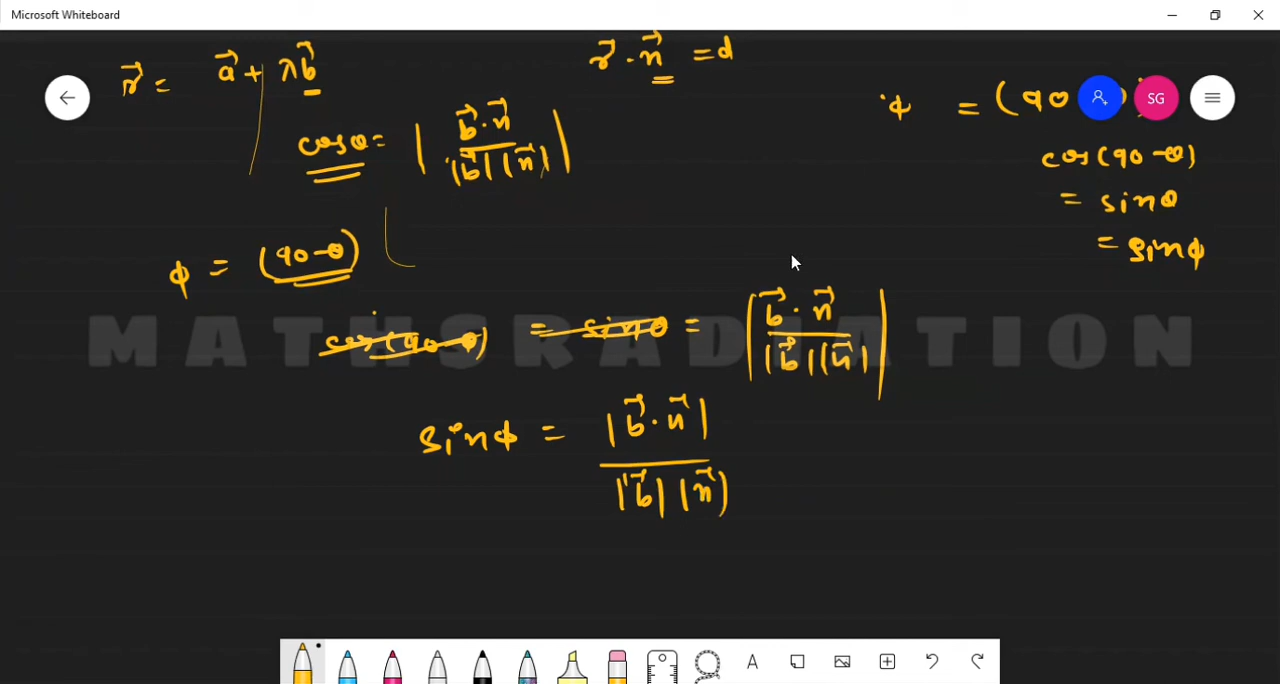 Microsoft Whiteboard
r⃗ = a⃗ + λb⃗
r⃗ · n⃗ = d
cosθ = | b⃗ · n⃗ / |b⃗| |n⃗| |
ϕ = (90-θ)
SG
ϕ = (90
cos(90-θ)
= sinθ
= sinϕ
cos(90-ϕ) = sinθ = | b⃗ · n⃗ / |b⃗| |n⃗| |
MATHSRADIATION
sinϕ = |b⃗ · n⃗| / |b⃗| |n⃗|